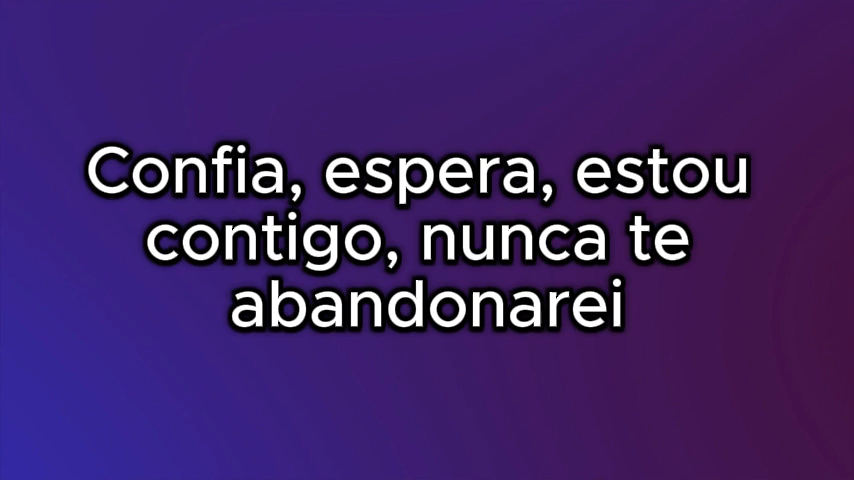 Confia, espera, estou
contigo, nunca te
abandonarei